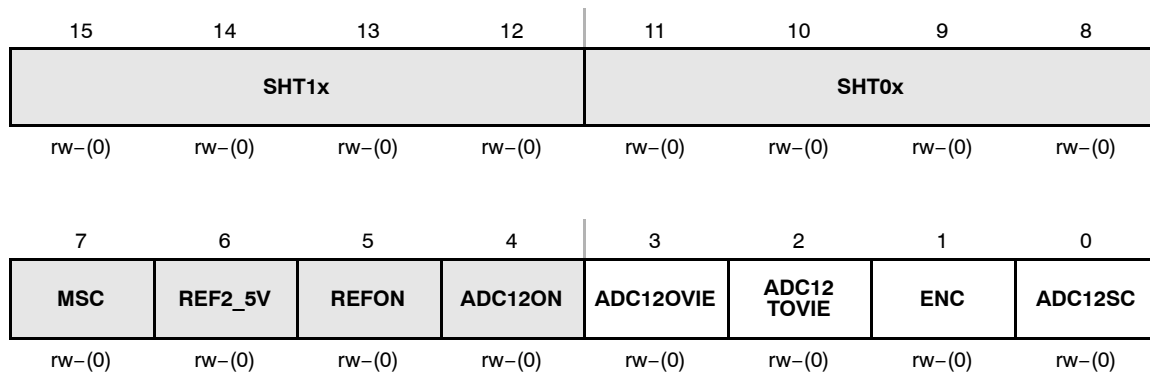 15 14 13 12 11 10 9 8
SHT1x SHT0x
rw−(0) rw−(0) rw−(0) rw−(0) rw−(0) rw−(0) rw−(0) rw−(0)
7 6 5 4 3 2 1 0
MSC REF2_5V REFON ADC12ON ADC12OVIE ADC12 TOVIE ENC ADC12SC
rw−(0) rw−(0) rw−(0) rw−(0) rw−(0) rw−(0) rw−(0) rw−(0)